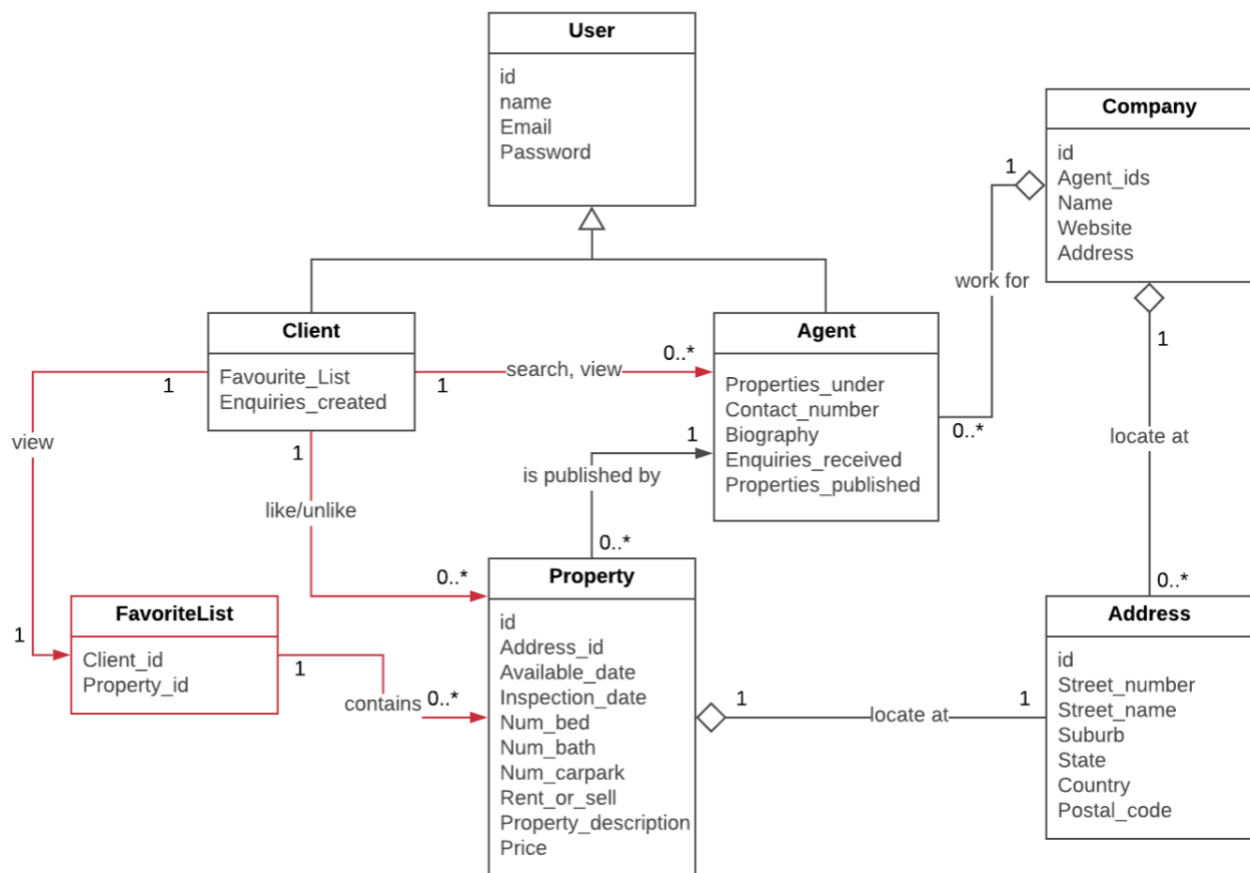 User
id
name
Email
Password
Company
id
Agent_ids
Name
Website
Address
1
work for
0..*
1
locate at
0..*
Client
Favourite_List
Enquiries_created
1
search, view
0..*
Agent
Properties_under
Contact_number
Biography
Enquiries_received
Properties_published
1
view
1
1
like/unlike
0..*
1
is published by
0..*
FavoriteList
Client_id
Property_id
1
contains
0..*
Property
id
Address_id
Available_date
Inspection_date
Num_bed
Num_bath
Num_carpark
Rent_or_sell
Property_description
Price
1
locate at
1
Address
id
Street_number
Street_name
Suburb
State
Country
Postal_code